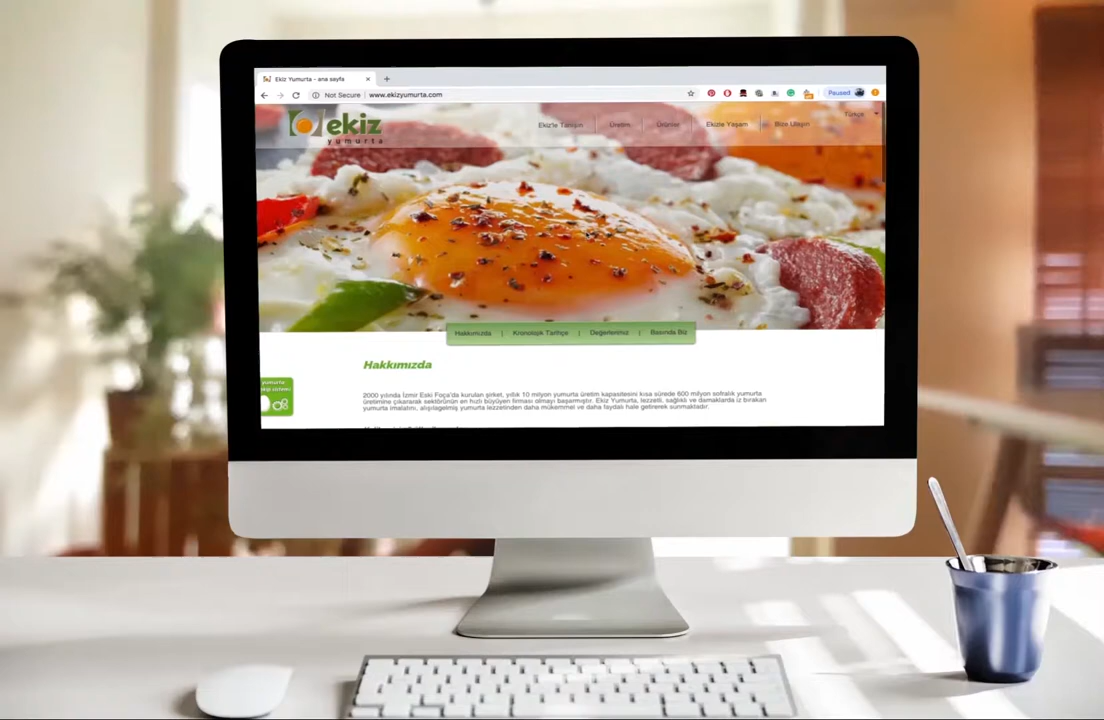 Ekiz Yumurta - ana sayfa
Not Secure | www.ekizyumurta.com
Paused
ekiz
yumurta
Ekiz'le Tanışın
Üretim
Ürünler
Ekizle Yaşam
Bize Ulaşın
Türkçe
Hakkımızda | Kronolojik Tarihçe | Değerlerimiz | Basında Biz
Hakkımızda
yumurta
2000 yılında İzmir Eski Foça'da kurulan şirket, yıllık 10 milyon yumurta üretim kapasitesini kısa sürede 600 milyon sofralık yumurta
üretimine çıkararak sektörünün en hızlı büyüyen firması olmayı başarmıştır. Ekiz Yumurta, lezzetli, sağlıklı ve damaklarda iz bırakan
yumurta imalatını, alışılagelmiş yumurta lezzetinden daha mükemmel ve daha faydalı hale getirerek sunmaktadır.